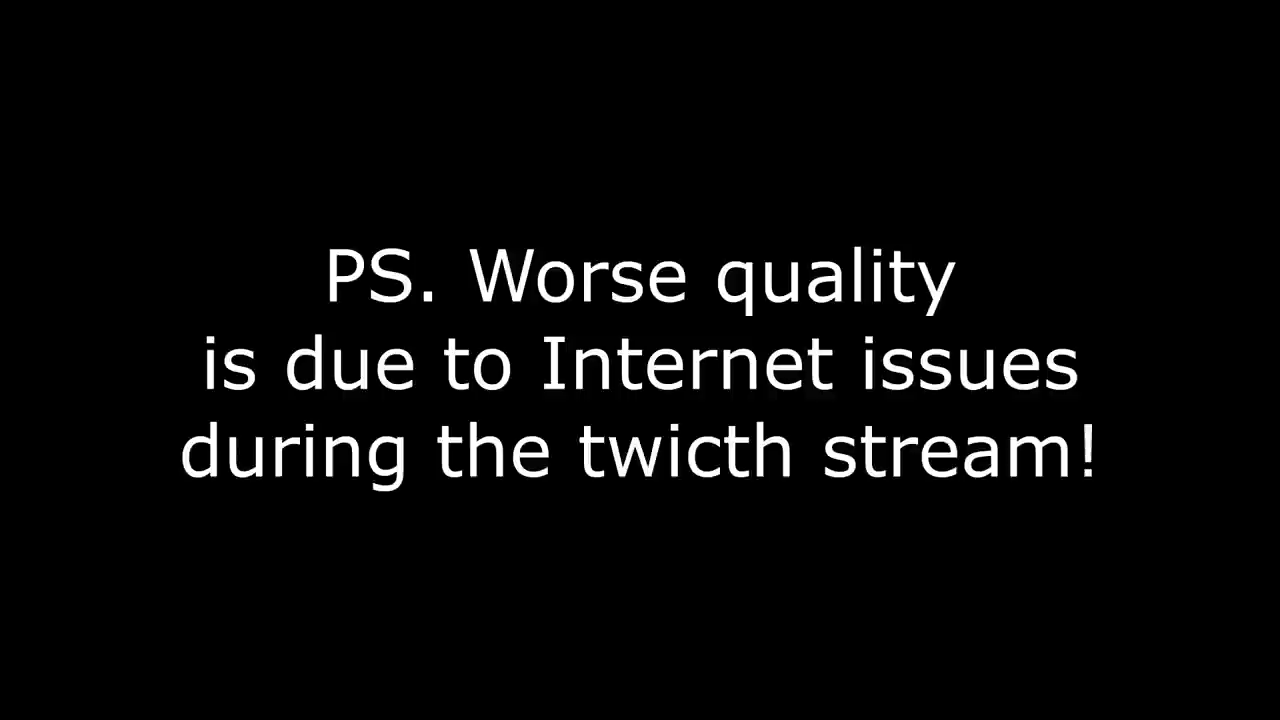 PS. Worse quality
is due to Internet issues
during the twicth stream!